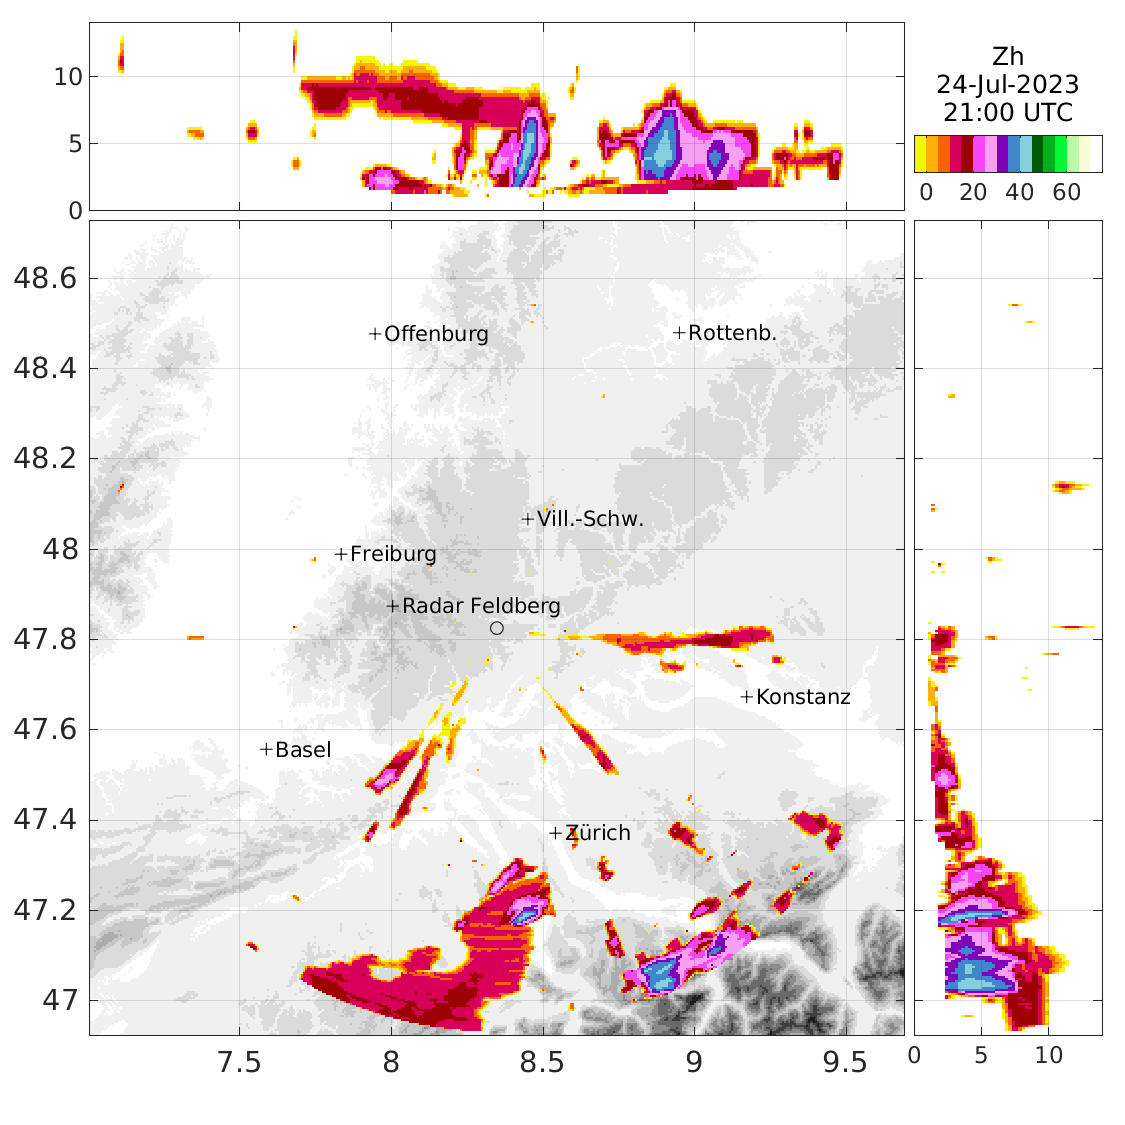 Zh
24-Jul-2023
21:00 UTC
0 20 40 60
10
5
0
48.6
48.4
48.2
48
47.8
47.6
47.4
47.2
47
+Offenburg
+Rottenb.
+Vill.-Schw.
+Freiburg
+Radar Feldberg
+Konstanz
+Basel
+Zürich
7.5 8 8.5 9 9.5
0 5 10